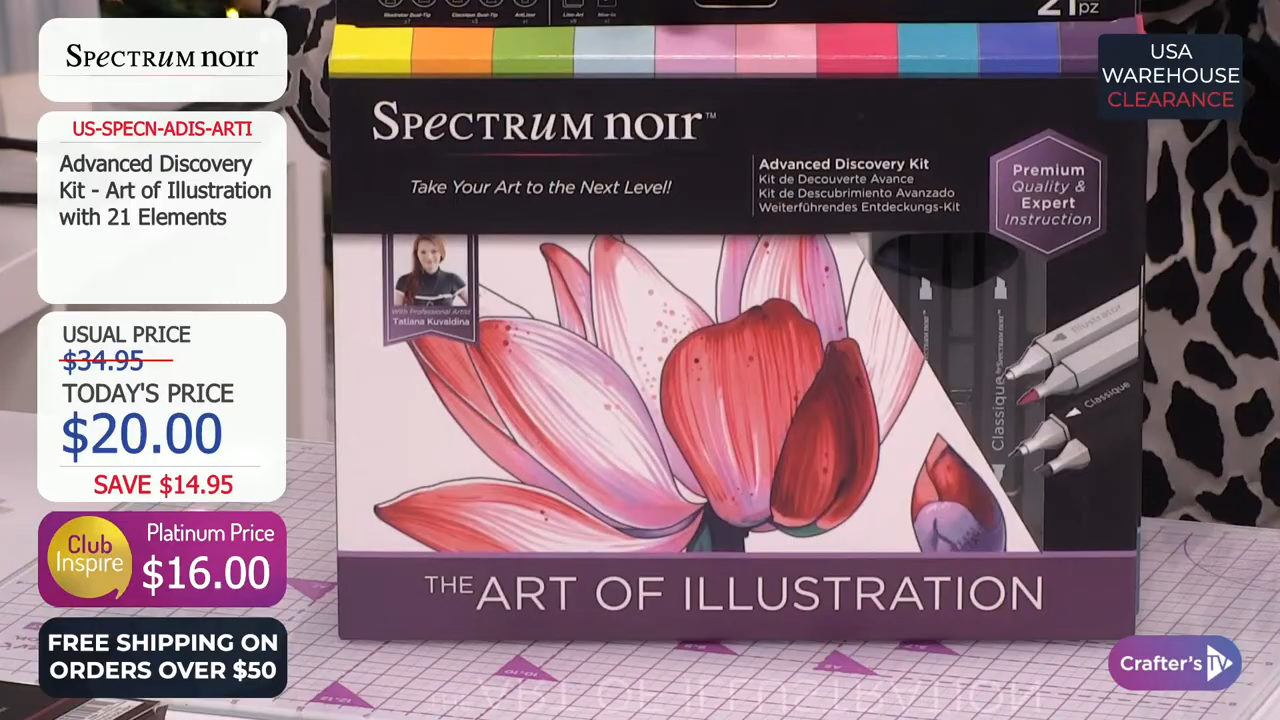 Spectrum noir
US-SPECN-ADIS-ARTI
Advanced Discovery
Kit - Art of Illustration
with 21 Elements
USUAL PRICE
$34.95
TODAY'S PRICE
$20.00
SAVE $14.95
Club
Inspire
Platinum Price
$16.00
FREE SHIPPING ON
ORDERS OVER $50
21pz
SPECTRUM noir™
Take Your Art to the Next Level!
Advanced Discovery Kit
Kit de Decouverte Avance
Kit de Descubrimiento Avanzado
Weiterführendes Entdeckungs-Kit
Premium
Quality &
Expert
Instruction
With Professional Artist
Tatiana Kuvaldina
Illustrator
Classique
Classique by Spectrum noir
THE ART OF ILLUSTRATION
USA
WAREHOUSE
CLEARANCE
Crafter's TV